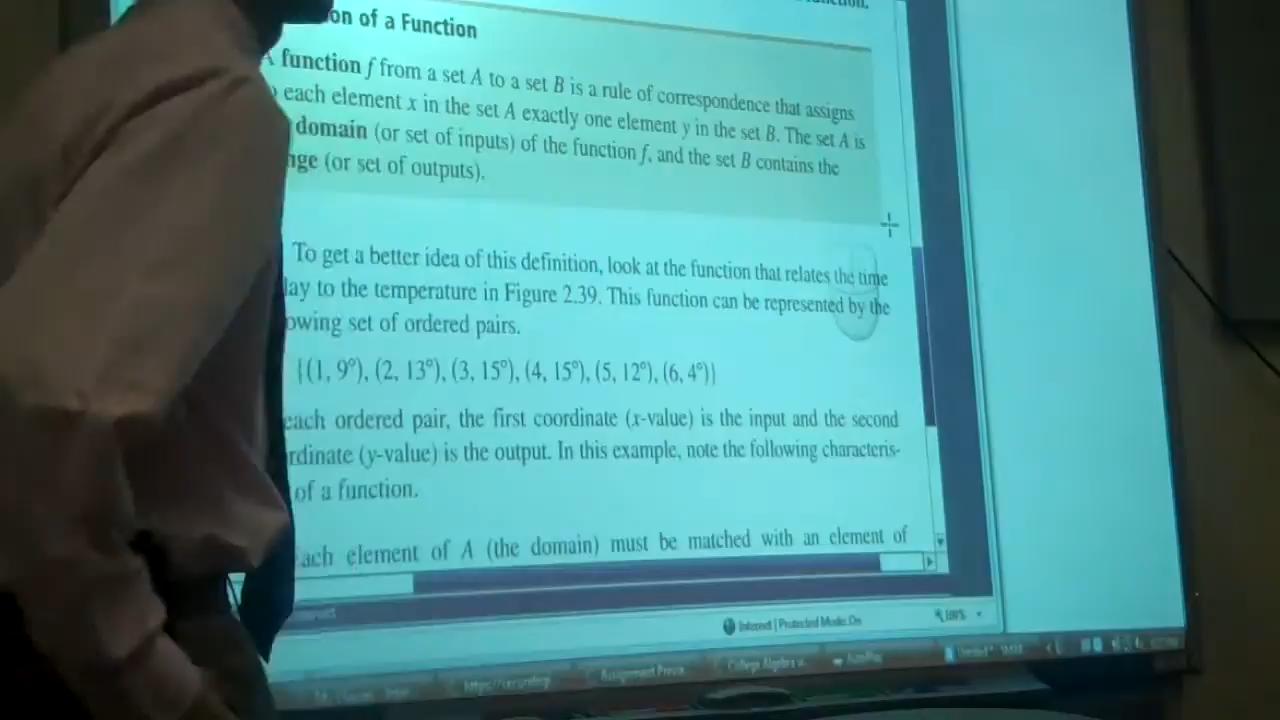 function.
on of a Function
A function f from a set A to a set B is a rule of correspondence that assigns
each element x in the set A exactly one element y in the set B. The set A is
domain (or set of inputs) of the function f, and the set B contains the
nge (or set of outputs).
To get a better idea of this definition, look at the function that relates the time
lay to the temperature in Figure 2.39. This function can be represented by the
owing set of ordered pairs.
{(1, 9°), (2, 13°), (3, 15°), (4, 15°), (5, 12°), (6, 4°)}
each ordered pair, the first coordinate (x-value) is the input and the second
rdinate (y-value) is the output. In this example, note the following characteris-
of a function.
ach element of A (the domain) must be matched with an element of
Internet | Protected Mode: On
100%
Assignment Previe
College Algebra
AutoPlay